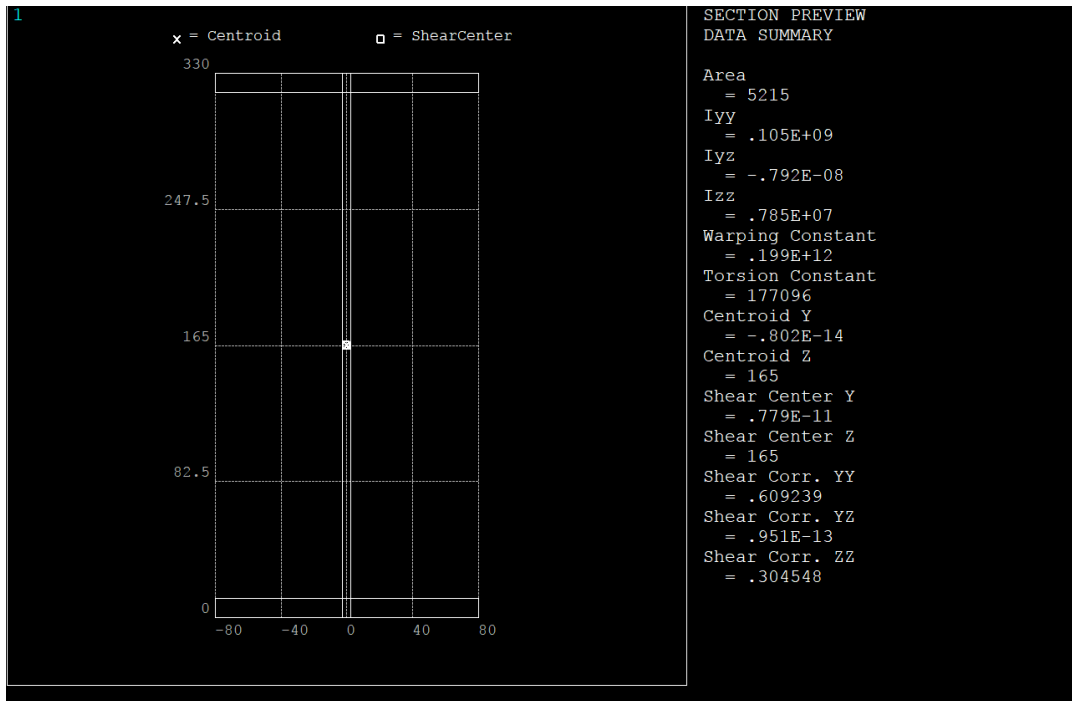 1
x = Centroid
= ShearCenter
330
247.5
165
82.5
0
-80 -40 0 40 80
SECTION PREVIEW
DATA SUMMARY
Area
= 5215
Iyy
= .105E+09
Iyz
= -.792E-08
Izz
= .785E+07
Warping Constant
= .199E+12
Torsion Constant
= 177096
Centroid Y
= -.802E-14
Centroid Z
= 165
Shear Center Y
= .779E-11
Shear Center Z
= 165
Shear Corr. YY
= .609239
Shear Corr. YZ
= .951E-13
Shear Corr. ZZ
= .304548